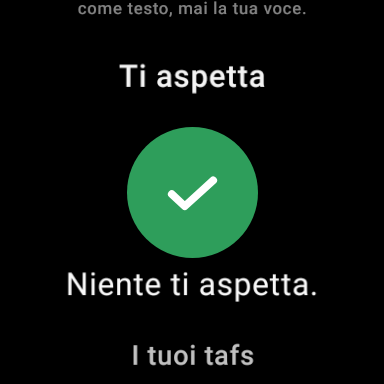 come testo, mai la tua voce.
Ti aspetta
Niente ti aspetta.
I tuoi tafs